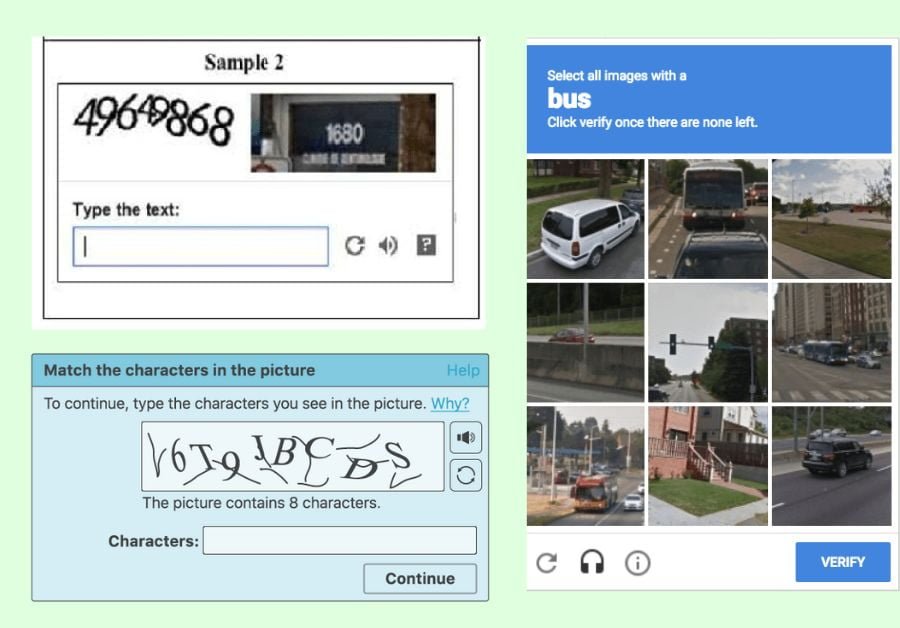 Sample 2
49649868
1680
Type the text:
?
Match the characters in the picture
Help
To continue, type the characters you see in the picture. Why?
6T9JBCDS
The picture contains 8 characters.
Characters:
Continue
Select all images with a
bus
Click verify once there are none left.
VERIFY